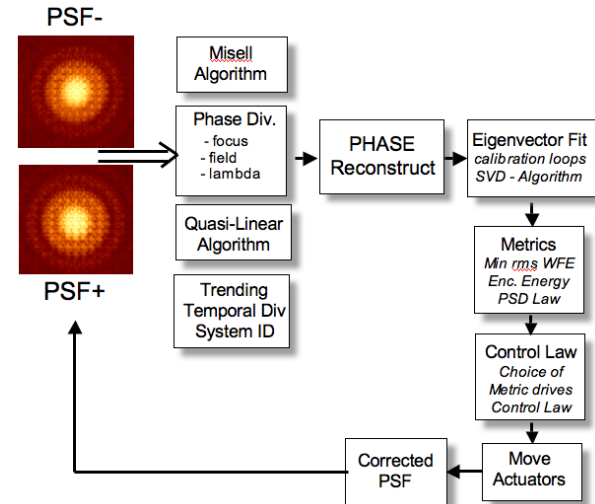 PSF-
PSF+
Misell
Algorithm
Phase Div.
- focus
- field
- lambda
Quasi-Linear
Algorithm
Trending
Temporal Div
System ID
PHASE
Reconstruct
Eigenvector Fit
calibration loops
SVD - Algorithm
Metrics
Min rms WFE
Enc. Energy
PSD Law
Control Law
Choice of
Metric drives
Control Law
Move
Actuators
Corrected
PSF